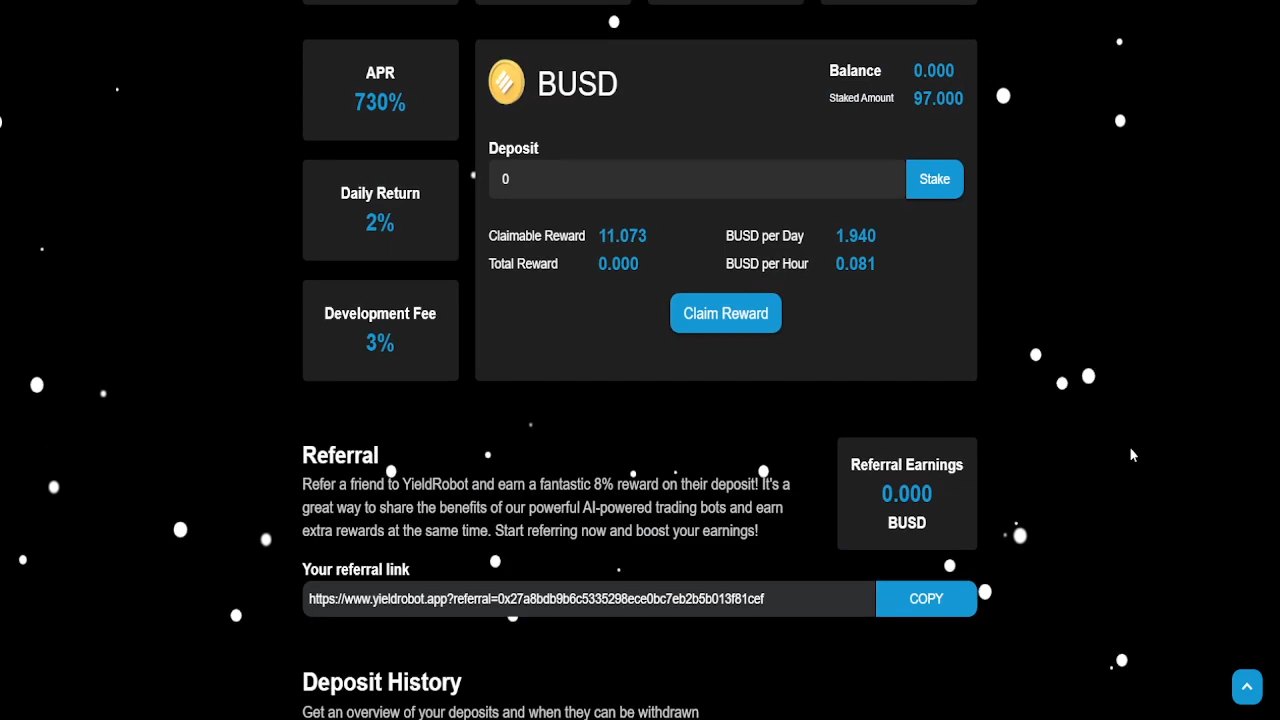 APR
730%
Daily Return
2%
Development Fee
3%
BUSD
Balance 0.000
Staked Amount 97.000
Deposit
0 Stake
Claimable Reward 11.073 BUSD per Day 1.940
Total Reward 0.000 BUSD per Hour 0.081
Claim Reward
Referral
Refer a friend to YieldRobot and earn a fantastic 8% reward on their deposit! It's a
great way to share the benefits of our powerful AI-powered trading bots and earn
extra rewards at the same time. Start referring now and boost your earnings!
Referral Earnings
0.000
BUSD
Your referral link
https://www.yieldrobot.app?referral=0x27a8bdb9b6c5335298ece0bc7eb2b5b013f81cef COPY
Deposit History
Get an overview of your deposits and when they can be withdrawn